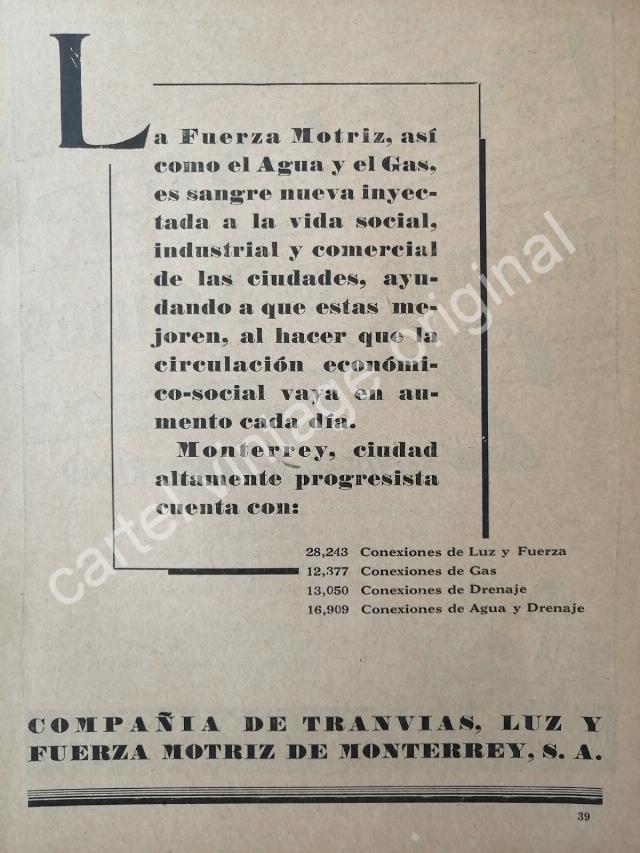 La Fuerza Motriz, así
como el Agua y el Gas,
es sangre nueva inyec-
tada a la vida social,
industrial y comercial
de las ciudades, ayu-
dando a que estas me-
joren, al hacer que la
circulación económi-
co-social vaya en au-
mento cada día.
Monterrey, ciudad
altamente progresista
cuenta con:
28,243 Conexiones de Luz y Fuerza
12,377 Conexiones de Gas
13,050 Conexiones de Drenaje
16,909 Conexiones de Agua y Drenaje
COMPAÑIA DE TRANVIAS, LUZ Y
FUERZA MOTRIZ DE MONTERREY, S. A.
39
cartel vintage original